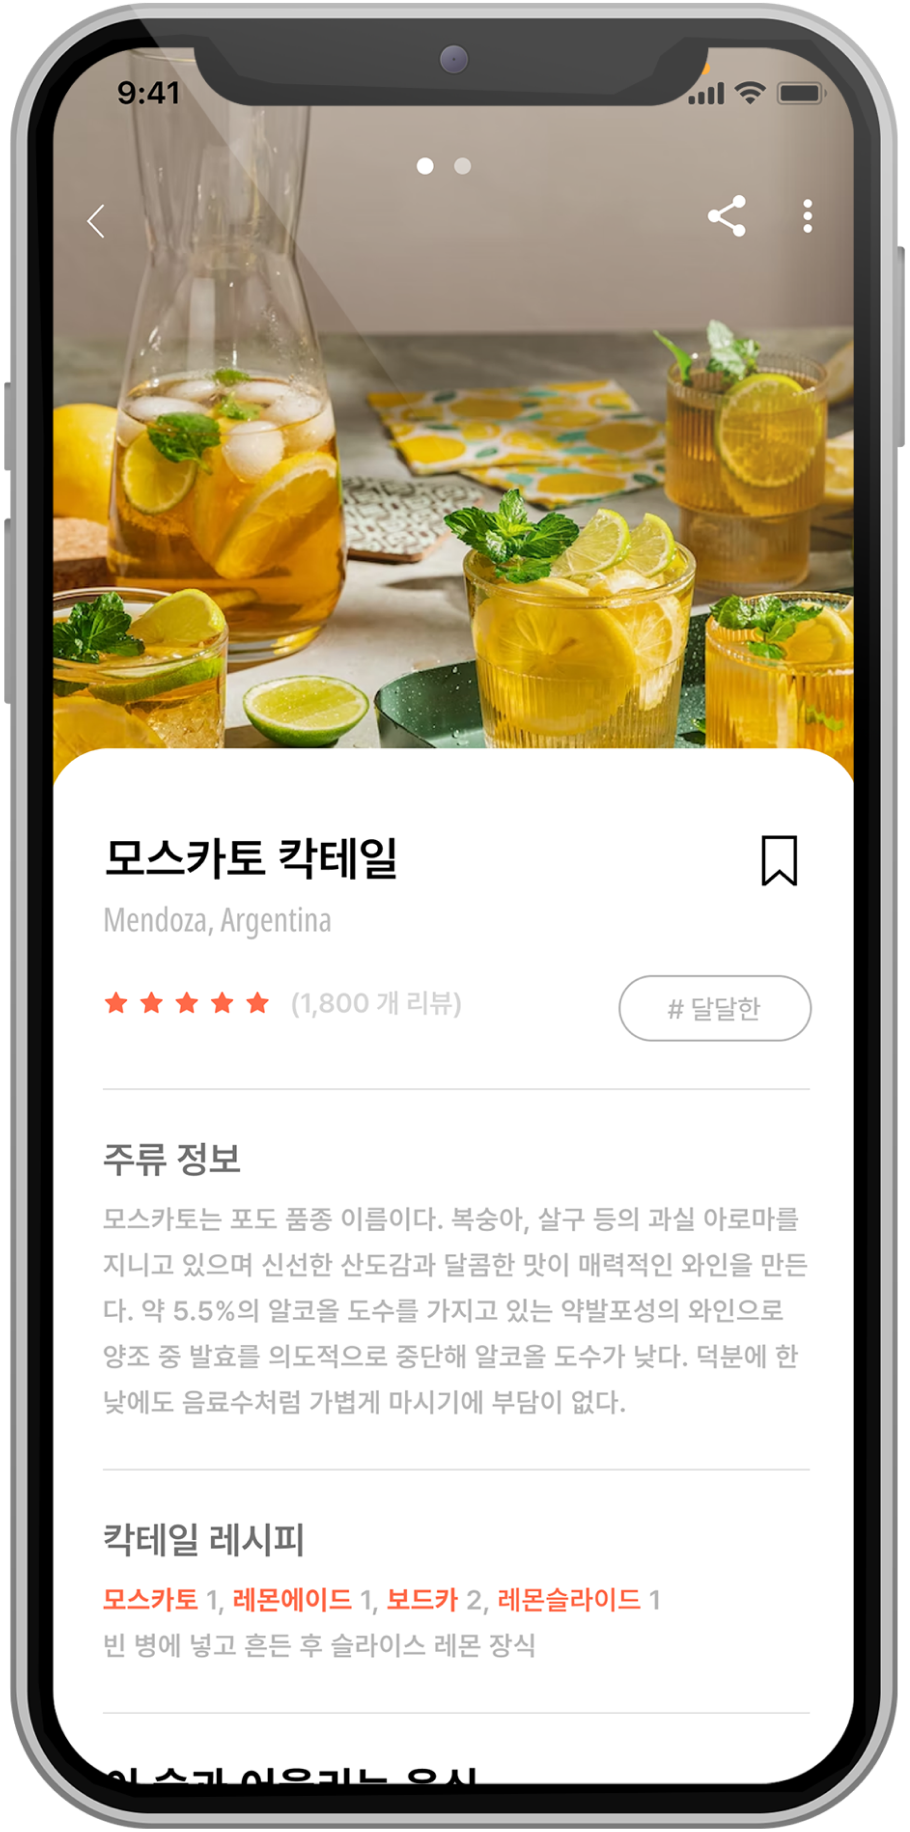 9:41
모스카토 칵테일
Mendoza, Argentina
(1,800 개 리뷰)
# 달달한
주류 정보
모스카토는 포도 품종 이름이다. 복숭아, 살구 등의 과실 아로마를
지니고 있으며 신선한 산도감과 달콤한 맛이 매력적인 와인을 만든
다. 약 5.5%의 알코올 도수를 가지고 있는 약발포성의 와인으로
양조 중 발효를 의도적으로 중단해 알코올 도수가 낮다. 덕분에 한
낮에도 음료수처럼 가볍게 마시기에 부담이 없다.
칵테일 레시피
모스카토 1, 레몬에이드 1, 보드카 2, 레몬슬라이드 1
빈 병에 넣고 흔든 후 슬라이스 레몬 장식